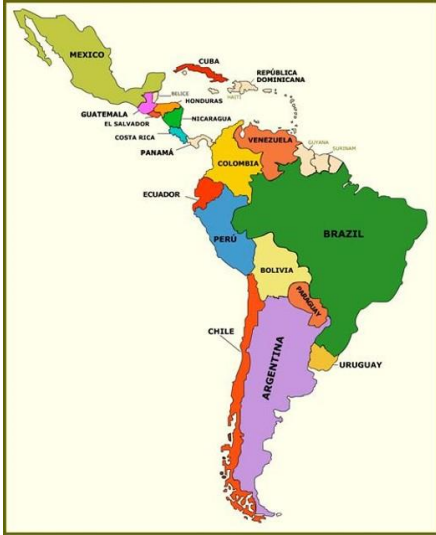 MEXICO
CUBA
REPÚBLICA
DOMINICANA
HAITÍ
BELICE
HONDURAS
GUATEMALA
EL SALVADOR
NICARAGUA
COSTA RICA
PANAMÁ
VENEZUELA
GUYANA
SURINAM
COLOMBIA
ECUADOR
PERÚ
BRAZIL
BOLIVIA
PARAGUAY
CHILE
ARGENTINA
URUGUAY